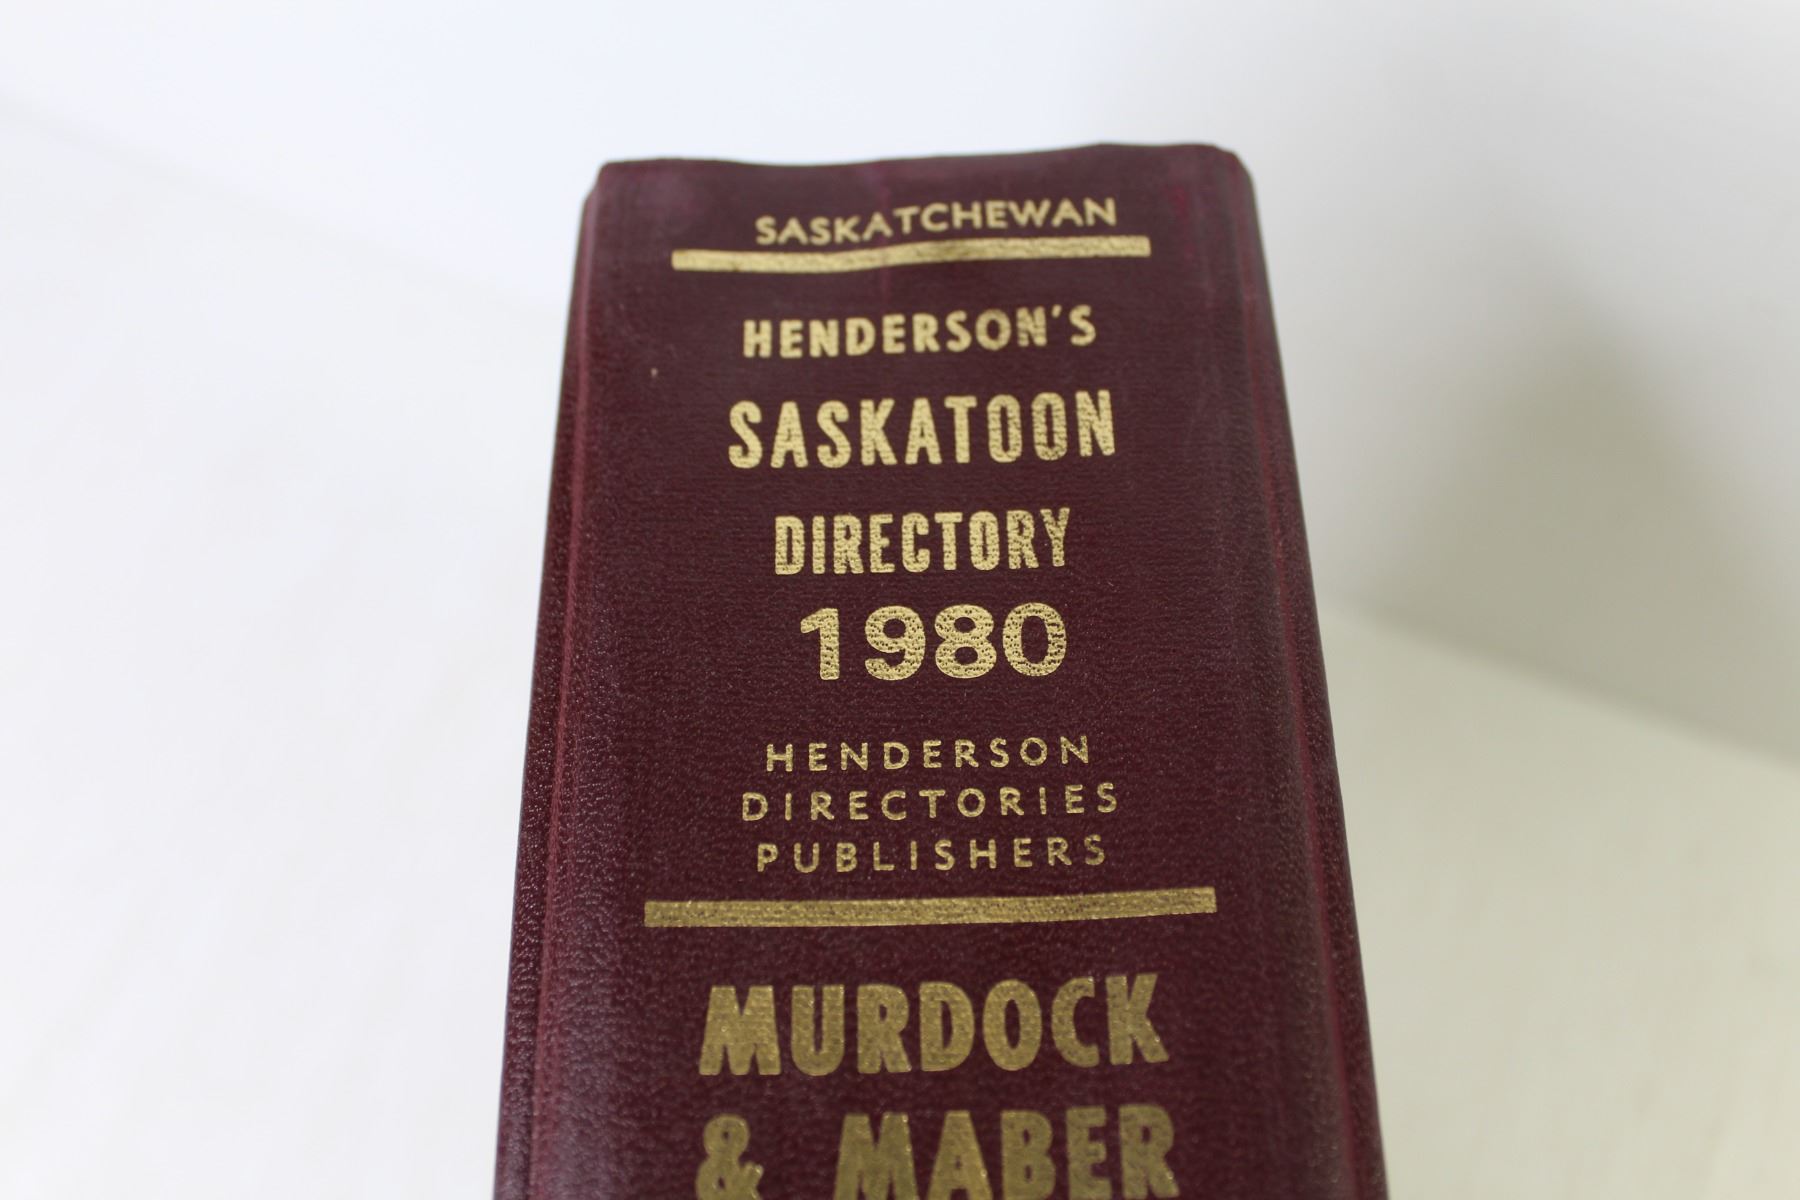 SASKATCHEWAN
HENDERSON'S
SASKATOON
DIRECTORY
1980
HENDERSON
DIRECTORIES
PUBLISHERS
MURDOCK
& MABER